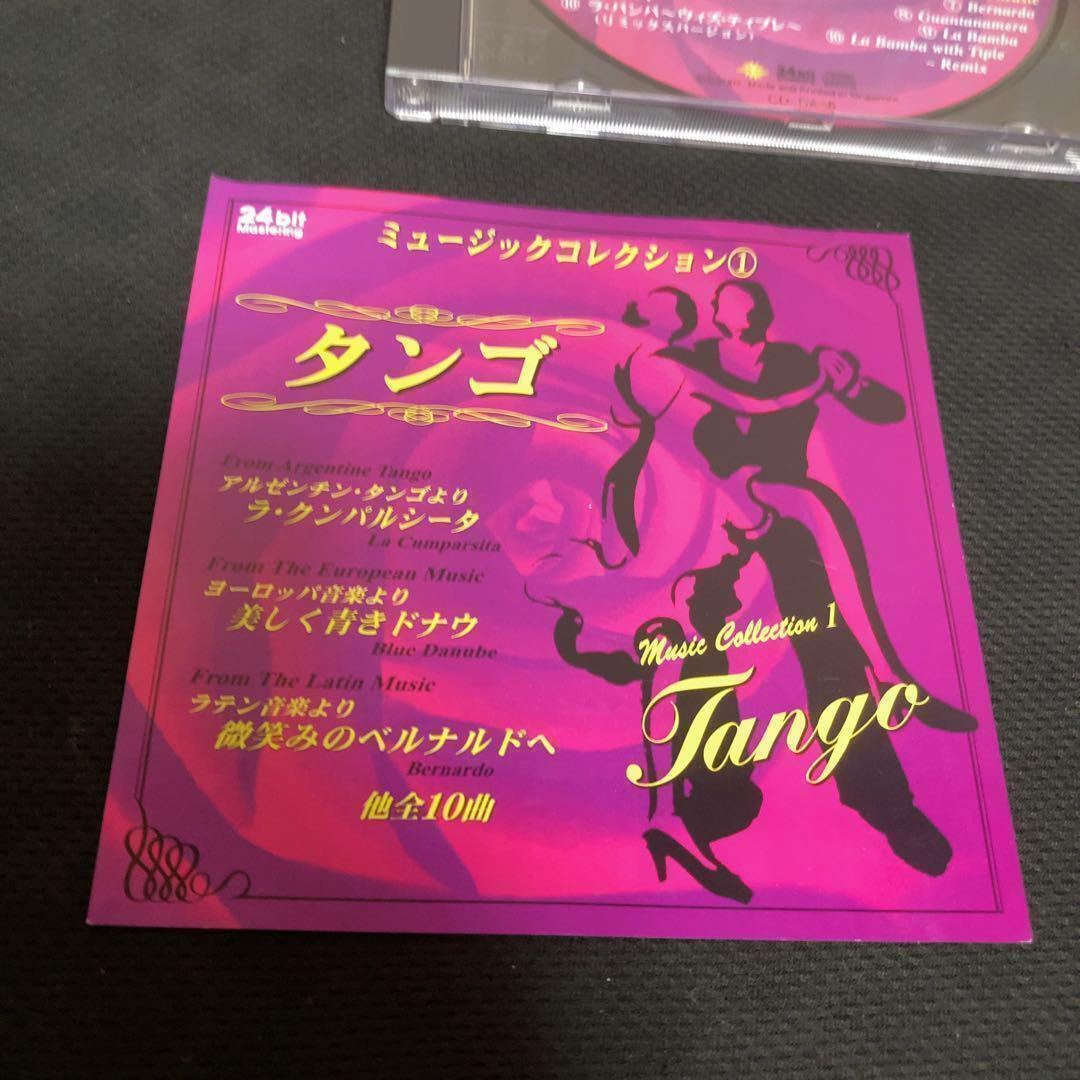 ⑦ Bernardo
⑧ Guantanamera
⑨ La Bamba
⑩ La Bamba with Tiple
~ Remix
⑩ ラ・バンバ～ウィズ・ティプレ～
(リミックスバージョン)
24bit
CD-DA-6
24bit
Mastering
ミュージックコレクション①
タンゴ
From Argentine Tango
アルゼンチン・タンゴより
ラ・クンパルシータ
La Cumparsita
From The European Music
ヨーロッパ音楽より
美しく青きドナウ
Blue Danube
From The Latin Music
ラテン音楽より
微笑みのベルナルドへ
Bernardo
他全10曲
Music Collection 1
Tango